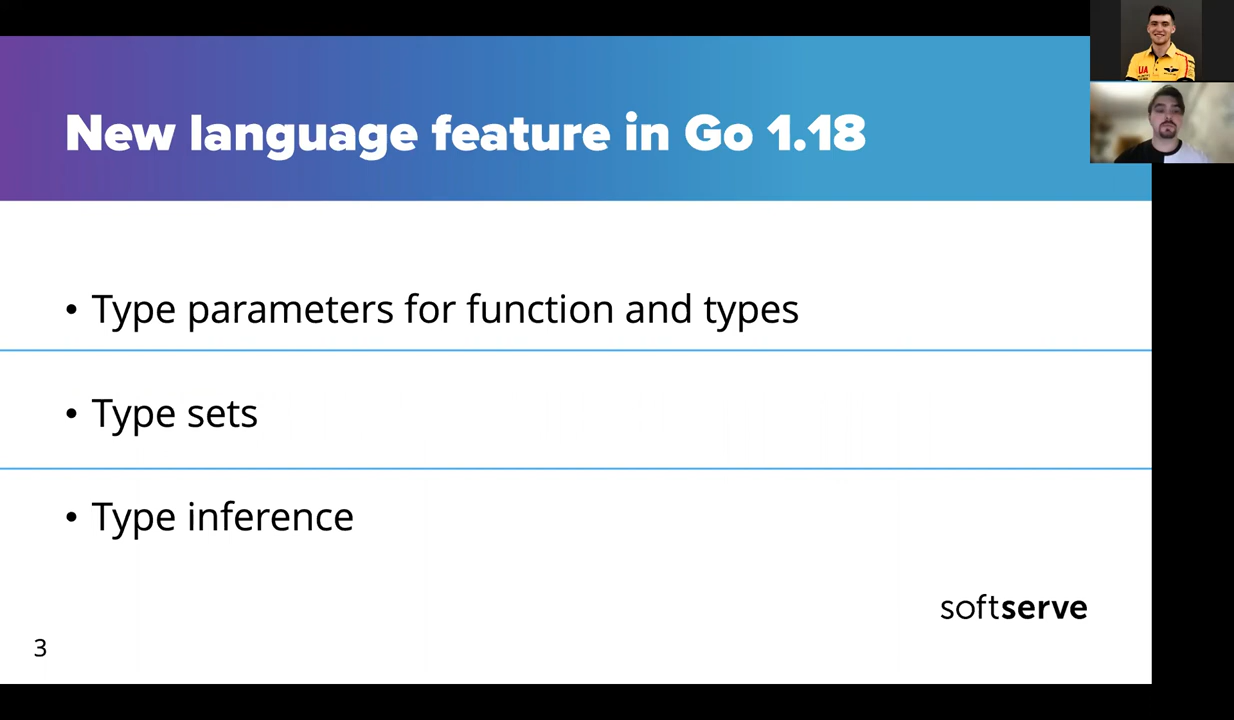 New language feature in Go 1.18
• Type parameters for function and types
• Type sets
• Type inference
softserve
3
UA